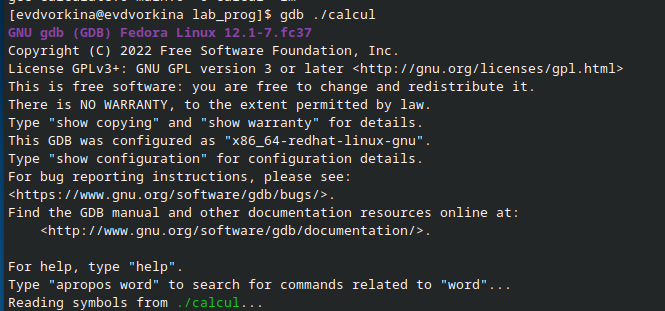 [evdvorkina@evdvorkina lab_prog]$ gdb ./calcul
GNU gdb (GDB) Fedora Linux 12.1-7.fc37
Copyright (C) 2022 Free Software Foundation, Inc.
License GPLv3+: GNU GPL version 3 or later <http://gnu.org/licenses/gpl.html>
This is free software: you are free to change and redistribute it.
There is NO WARRANTY, to the extent permitted by law.
Type "show copying" and "show warranty" for details.
This GDB was configured as "x86_64-redhat-linux-gnu".
Type "show configuration" for configuration details.
For bug reporting instructions, please see:
<https://www.gnu.org/software/gdb/bugs/>.
Find the GDB manual and other documentation resources online at:
    <http://www.gnu.org/software/gdb/documentation/>.

For help, type "help".
Type "apropos word" to search for commands related to "word"...
Reading symbols from ./calcul...